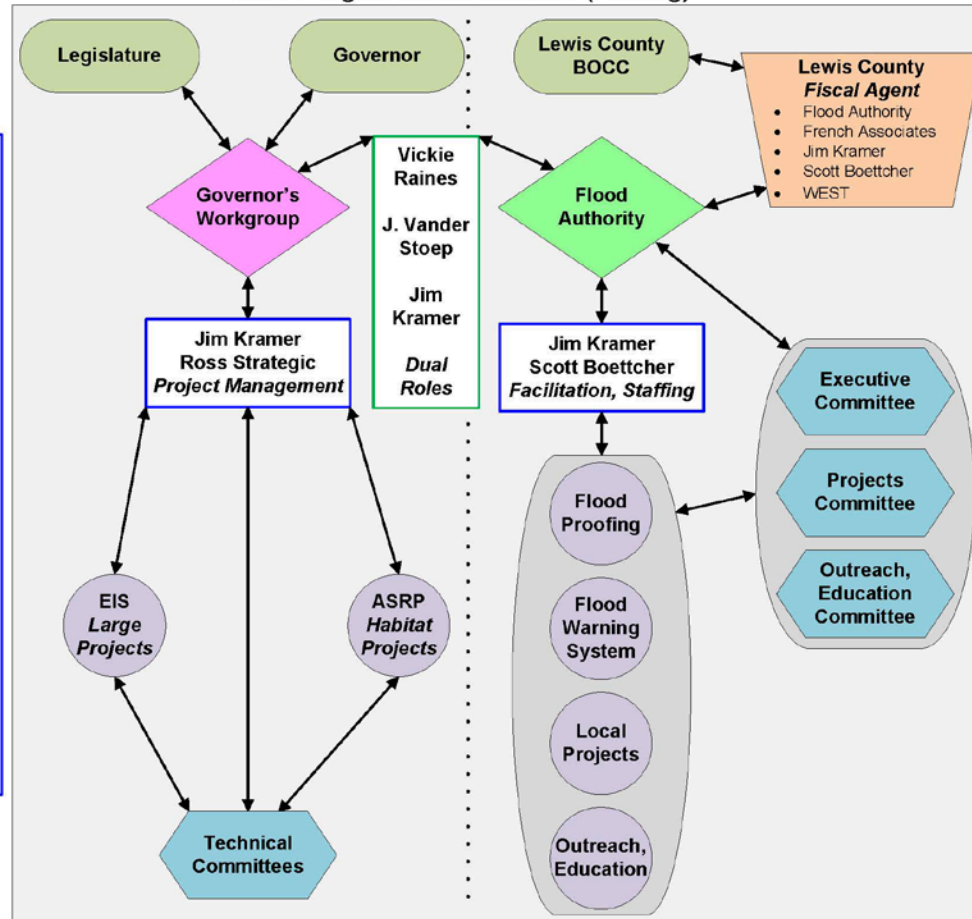 Legislature
Governor
Lewis County
BOCC
Lewis County
Fiscal Agent
• Flood Authority
• French Associates
• Jim Kramer
• Scott Boettcher
• WEST
Governor's
Workgroup
Vickie
Raines
J. Vander
Stoep
Jim
Kramer
Dual
Roles
Flood
Authority
Jim Kramer
Ross Strategic
Project Management
Jim Kramer
Scott Boettcher
Facilitation, Staffing
Executive
Committee
Projects
Committee
Outreach,
Education
Committee
Flood
Proofing
Flood
Warning
System
Local
Projects
Outreach,
Education
EIS
Large
Projects
ASRP
Habitat
Projects
Technical
Committees